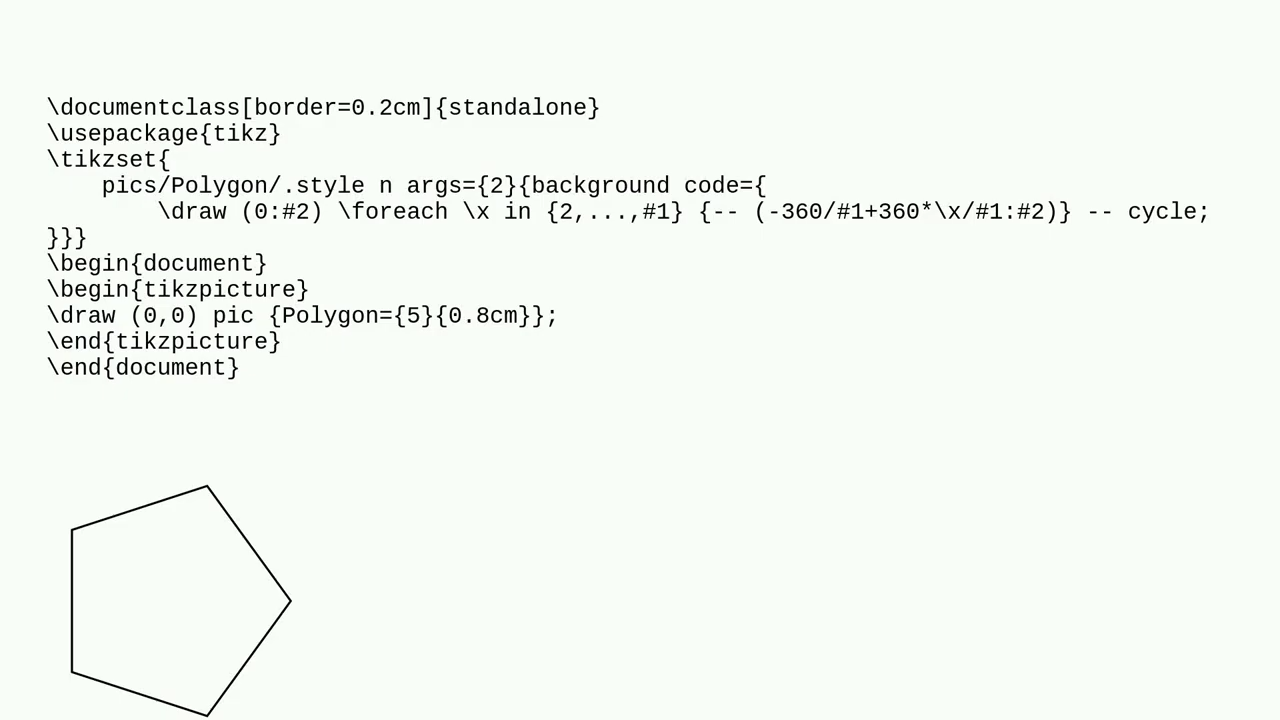 \documentclass[border=0.2cm]{standalone}
\usepackage{tikz}
\tikzset{
    pics/Polygon/.style n args={2}{background code={
        \draw (0:#2) \foreach \x in {2,...,#1} {-- (-360/#1+360*\x/#1:#2)} -- cycle;
}}}
\begin{document}
\begin{tikzpicture}
\draw (0,0) pic {Polygon={5}{0.8cm}};
\end{tikzpicture}
\end{document}